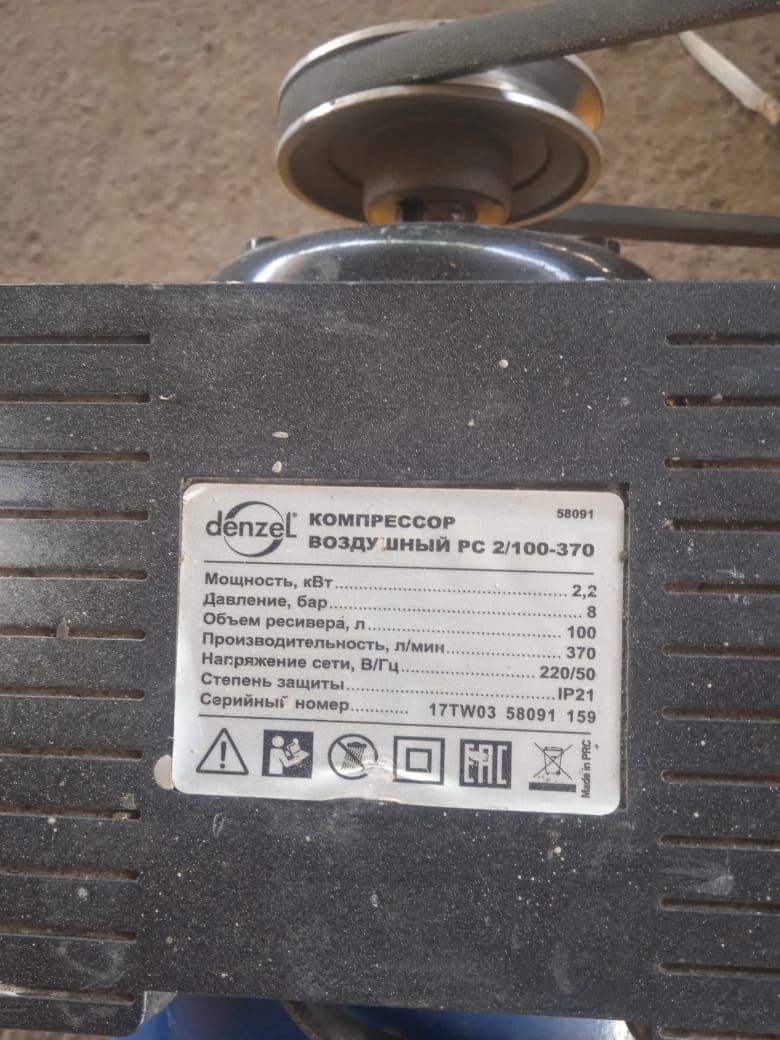 denzel®
КОМПРЕССОР 58091
ВОЗДУШНЫЙ PC 2/100-370
Мощность, кВт.................................... 2,2
Давление, бар.................................... 8
Объем ресивера, л............................ 100
Производительность, л/мин.............. 370
Напряжение сети, В/Гц..................... 220/50
Степень защиты................................. IP21
Серийный номер.......... 17TW03 58091 159
EAC
Made in PRC